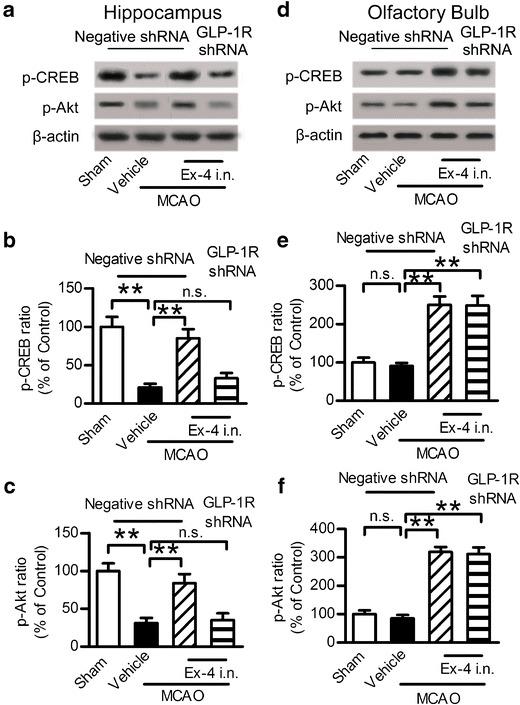 a
Hippocampus
Negative shRNA
GLP-1R
shRNA
p-CREB
p-Akt
β-actin
Sham
Vehicle
Ex-4 i.n.
MCAO
d
Olfactory Bulb
Negative shRNA
GLP-1R
shRNA
p-CREB
p-Akt
β-actin
Sham
Vehicle
Ex-4 i.n.
MCAO
b
Negative shRNA
GLP-1R
shRNA
p-CREB ratio
(% of Control)
150
100
50
0
**
**
n.s.
Sham
Vehicle
Ex-4 i.n.
MCAO
e
Negative shRNA
GLP-1R
shRNA
p-CREB ratio
(% of Control)
300
200
100
0
n.s.
**
**
Sham
Vehicle
Ex-4 i.n.
MCAO
c
Negative shRNA
GLP-1R
shRNA
p-Akt ratio
(% of Control)
150
100
50
0
**
**
n.s.
Sham
Vehicle
Ex-4 i.n.
MCAO
f
Negative shRNA
GLP-1R
shRNA
p-Akt ratio
(% of Control)
400
300
200
100
0
n.s.
**
**
Sham
Vehicle
Ex-4 i.n.
MCAO